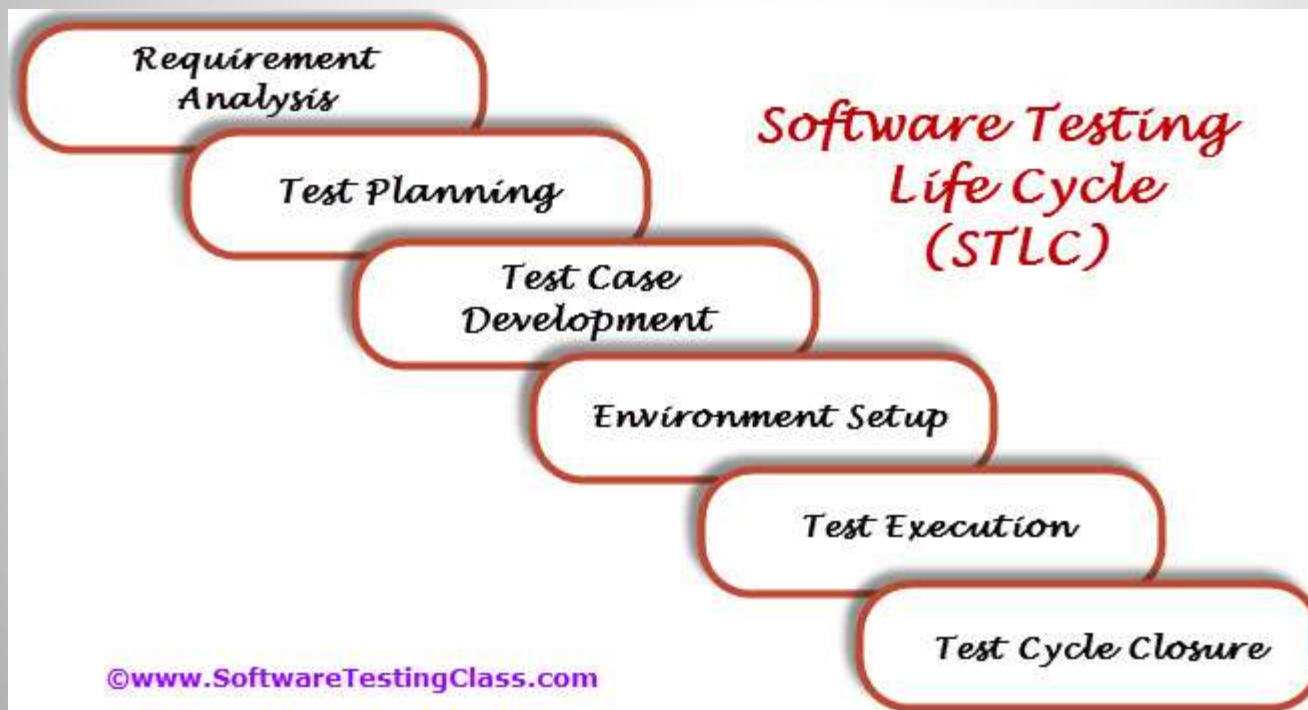 Requirement
Analysis
Software Testing
Life Cycle
(STLC)
Test Planning
Test Case
Development
Environment Setup
Test Execution
Test Cycle Closure
©www.SoftwareTestingClass.com